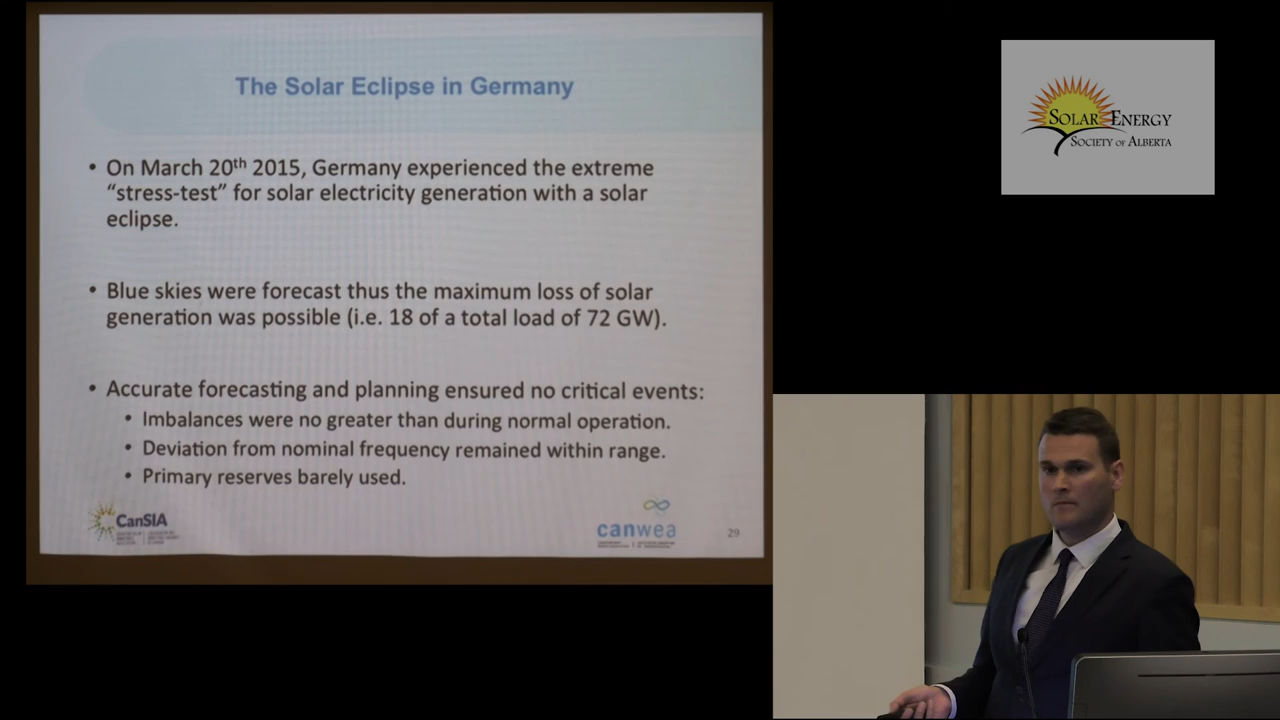 The Solar Eclipse in Germany
• On March 20th 2015, Germany experienced the extreme
“stress-test” for solar electricity generation with a solar
eclipse.
• Blue skies were forecast thus the maximum loss of solar
generation was possible (i.e. 18 of a total load of 72 GW).
• Accurate forecasting and planning ensured no critical events:
• Imbalances were no greater than during normal operation.
• Deviation from nominal frequency remained within range.
• Primary reserves barely used.
CanSIA
canwea
29
SOLAR ENERGY
SOCIETY OF ALBERTA